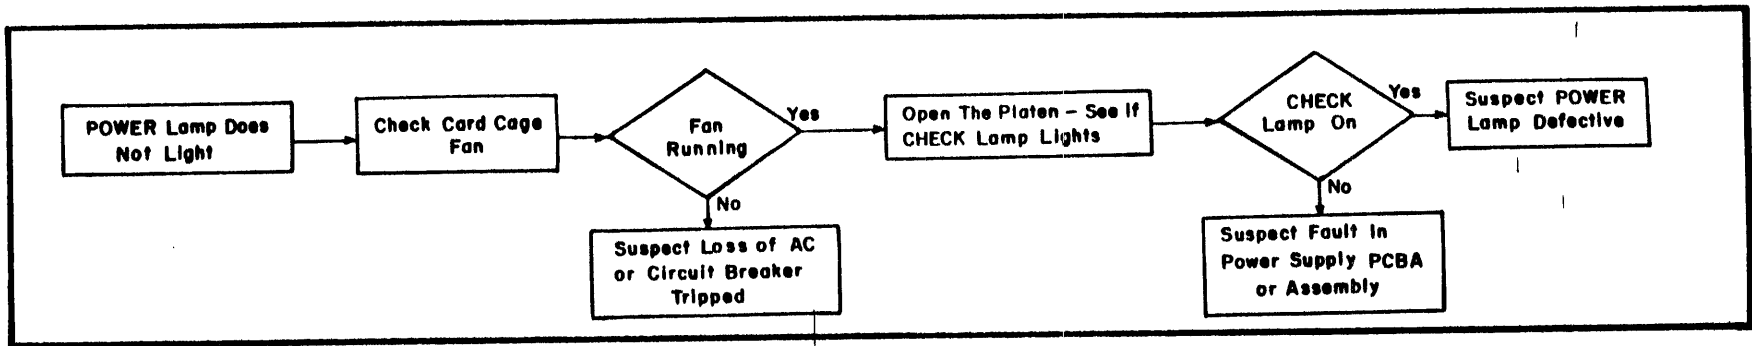 POWER Lamp Does
Not Light
Check Card Cage
Fan
Fan
Running
Yes
No
Suspect Loss of AC
or Circuit Breaker
Tripped
Open The Platen - See If
CHECK Lamp Lights
CHECK
Lamp On
Yes
No
Suspect POWER
Lamp Defective
Suspect Fault In
Power Supply PCBA
or Assembly